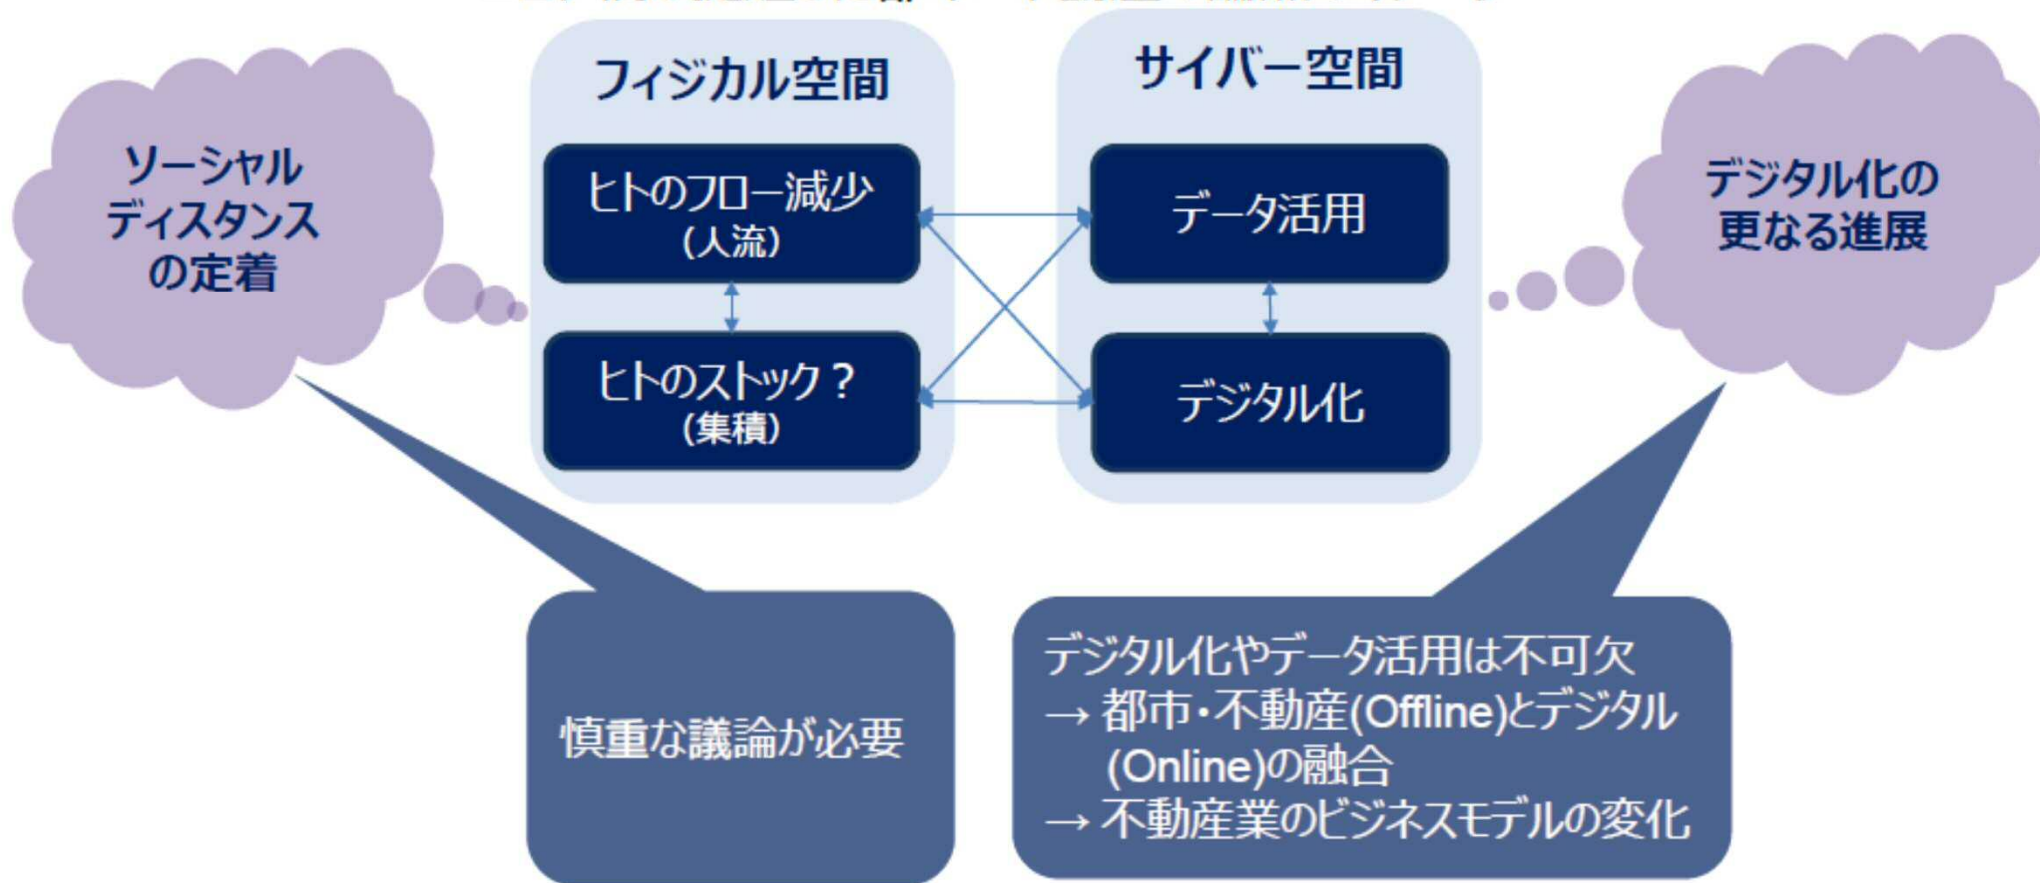 フィジカル空間
サイバー空間
ソーシャル
ディスタンス
の定着
ヒトのフロー減少
(人流)
データ活用
デジタル化の
更なる進展
ヒトのストック？
(集積)
デジタル化
慎重な議論が必要
デジタル化やデータ活用は不可欠
→ 都市・不動産(Offline)とデジタル
(Online)の融合
→ 不動産業のビジネスモデルの変化